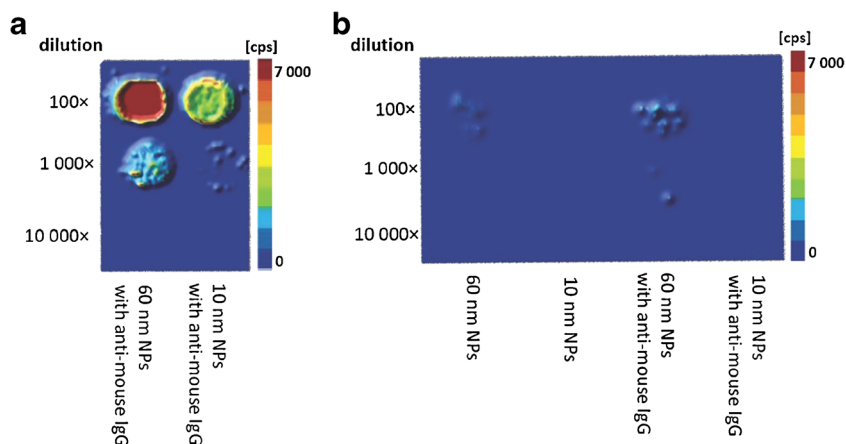 a
dilution
[cps]
7 000
100×
1 000×
10 000×
0
60 nm NPs
with anti-mouse IgG
10 nm NPs
with anti-mouse IgG
b
dilution
[cps]
7 000
100×
1 000×
10 000×
0
60 nm NPs
10 nm NPs
60 nm NPs
with anti-mouse IgG
10 nm NPs
with anti-mouse IgG